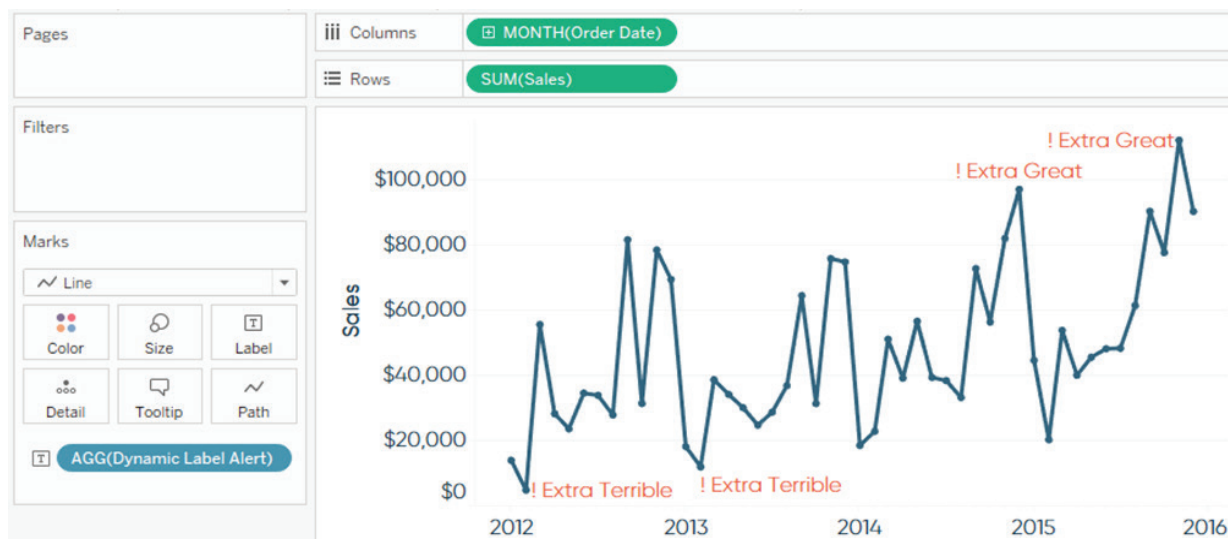 Pages
iii Columns
MONTH(Order Date)
Rows
SUM(Sales)
Filters
Marks
Line
Color
Size
Label
Detail
Tooltip
Path
AGG(Dynamic Label Alert)
Sales
$100,000
$80,000
$60,000
$40,000
$20,000
$0
! Extra Great
! Extra Great
! Extra Terrible
! Extra Terrible
2012
2013
2014
2015
2016